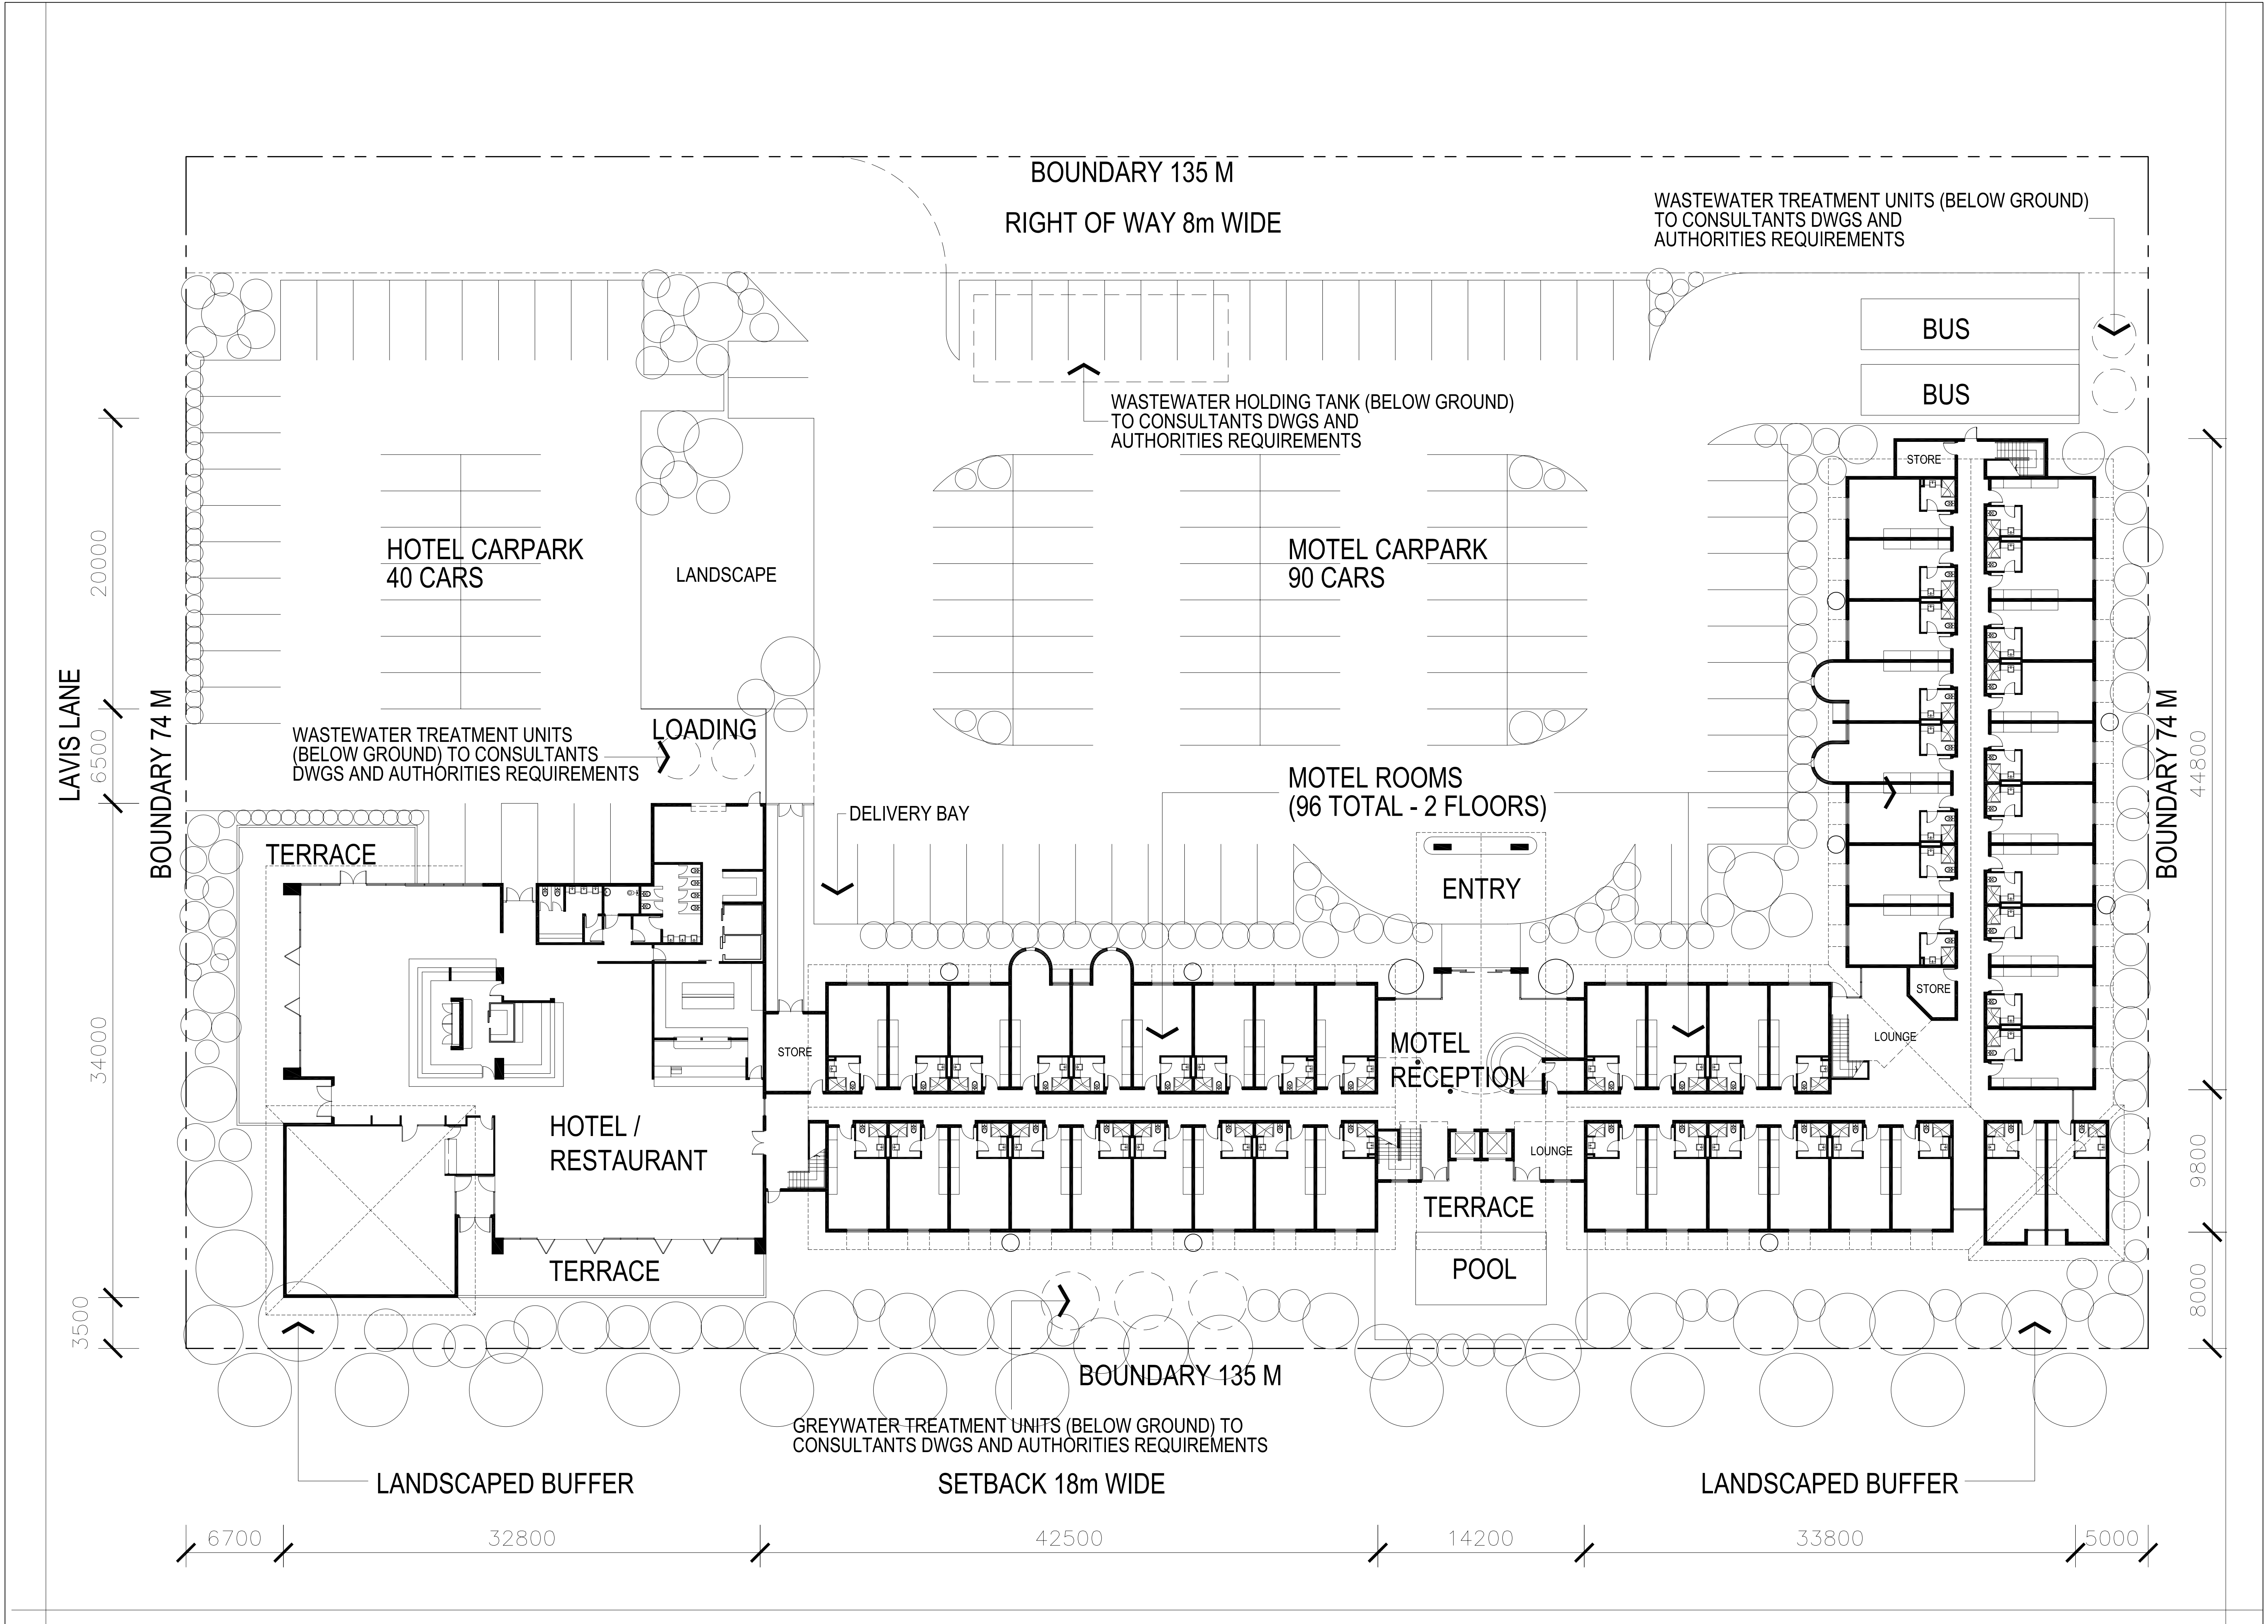 BOUNDARY 135 M
RIGHT OF WAY 8m WIDE
WASTEWATER TREATMENT UNITS (BELOW GROUND)
TO CONSULTANTS DWGS AND
AUTHORITIES REQUIREMENTS
BUS
BUS
WASTEWATER HOLDING TANK (BELOW GROUND)
TO CONSULTANTS DWGS AND
AUTHORITIES REQUIREMENTS
STORE
HOTEL CARPARK
40 CARS
LANDSCAPE
MOTEL CARPARK
90 CARS
20000
LAVIS LANE
BOUNDARY 74 M
6500
WASTEWATER TREATMENT UNITS
(BELOW GROUND) TO CONSULTANTS
DWGS AND AUTHORITIES REQUIREMENTS
LOADING
MOTEL ROOMS
(96 TOTAL - 2 FLOORS)
BOUNDARY 74 M
44800
DELIVERY BAY
TERRACE
ENTRY
STORE
LOUNGE
34000
STORE
MOTEL
RECEPTION
HOTEL /
RESTAURANT
LOUNGE
9800
TERRACE
TERRACE
POOL
3500
8000
BOUNDARY 135 M
GREYWATER TREATMENT UNITS (BELOW GROUND) TO
CONSULTANTS DWGS AND AUTHORITIES REQUIREMENTS
LANDSCAPED BUFFER
SETBACK 18m WIDE
LANDSCAPED BUFFER
6700
32800
42500
14200
33800
5000